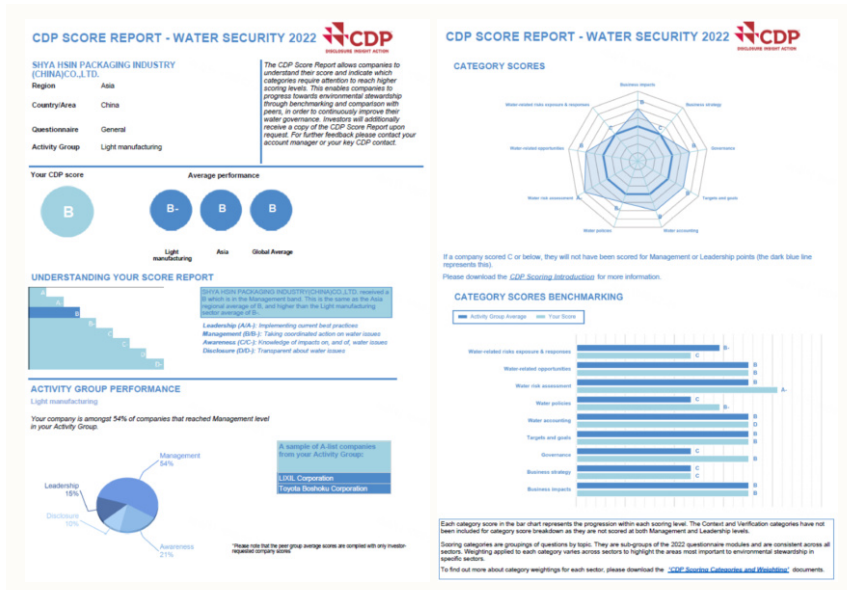 CDP SCORE REPORT - WATER SECURITY 2022
CDP
DISCLOSURE INSIGHT ACTION
SHYA HSIN PACKAGING INDUSTRY
(CHINA)CO.,LTD.
Region Asia
Country/Area China
Questionnaire General
Activity Group Light manufacturing
The CDP Score Report allows companies to
understand their score and indicate which
categories require attention to reach higher
scoring levels. This enables companies to
progress towards environmental stewardship
through benchmarking and comparison with
peers, in order to continuously improve their
water governance. Investors will additionally
receive a copy of the CDP Score Report upon
request. For further feedback please contact your
account manager or your key CDP contact.
Your CDP score
Average performance
B
B-
B
B
Light
manufacturing
Asia
Global Average
UNDERSTANDING YOUR SCORE REPORT
A
A-
B
B-
C
C-
D
D-
SHYA HSIN PACKAGING INDUSTRY(CHINA)CO.,LTD. received a
B which is in the Management band. This is the same as the Asia
regional average of B, and higher than the Light manufacturing
sector average of B-.
Leadership (A/A-): Implementing current best practices
Management (B/B-): Taking coordinated action on water issues
Awareness (C/C-): Knowledge of impacts on, and of, water issues
Disclosure (D/D-): Transparent about water issues
ACTIVITY GROUP PERFORMANCE
Light manufacturing
Your company is amongst 54% of companies that reached Management level
in your Activity Group.
Management
54%
Leadership
15%
Disclosure
10%
Awareness
21%
A sample of A-list companies
from your Activity Group:
LIXIL Corporation
Toyota Boshoku Corporation
*Please note that the peer group average scores are compiled with only investor-
requested company scores
CDP SCORE REPORT - WATER SECURITY 2022
CDP
DISCLOSURE INSIGHT ACTION
CATEGORY SCORES
Business impacts
Water-related risks exposure & responses
Business strategy
Water-related opportunities
Governance
Water risk assessment
Targets and goals
Water policies
Water accounting
B
C
C
B
B
A-
B
B-
B
If a company scored C or below, they will not have been scored for Management or Leadership points (the dark blue line
represents this).
Please download the CDP Scoring Introduction for more information.
CATEGORY SCORES BENCHMARKING
Activity Group Average
Your Score
Water-related risks exposure & responses B- C
Water-related opportunities B B
Water risk assessment B A-
Water policies C B-
Water accounting B B
Targets and goals B B
Governance C B
Business strategy C C
Business impacts B B
Each category score in the bar chart represents the progression within each scoring level. The Context and Verification categories have not
been included for category score breakdown as they are not scored at both Management and Leadership levels.
Scoring categories are groupings of questions by topic. They are sub-groups of the 2022 questionnaire modules and are consistent across all
sectors. Weighting applied to each category varies across sectors to highlight the areas most important to environmental stewardship in
specific sectors.
To find out more about category-weightings for each sector, please download the "CDP Scoring Categories and Weighting" documents.